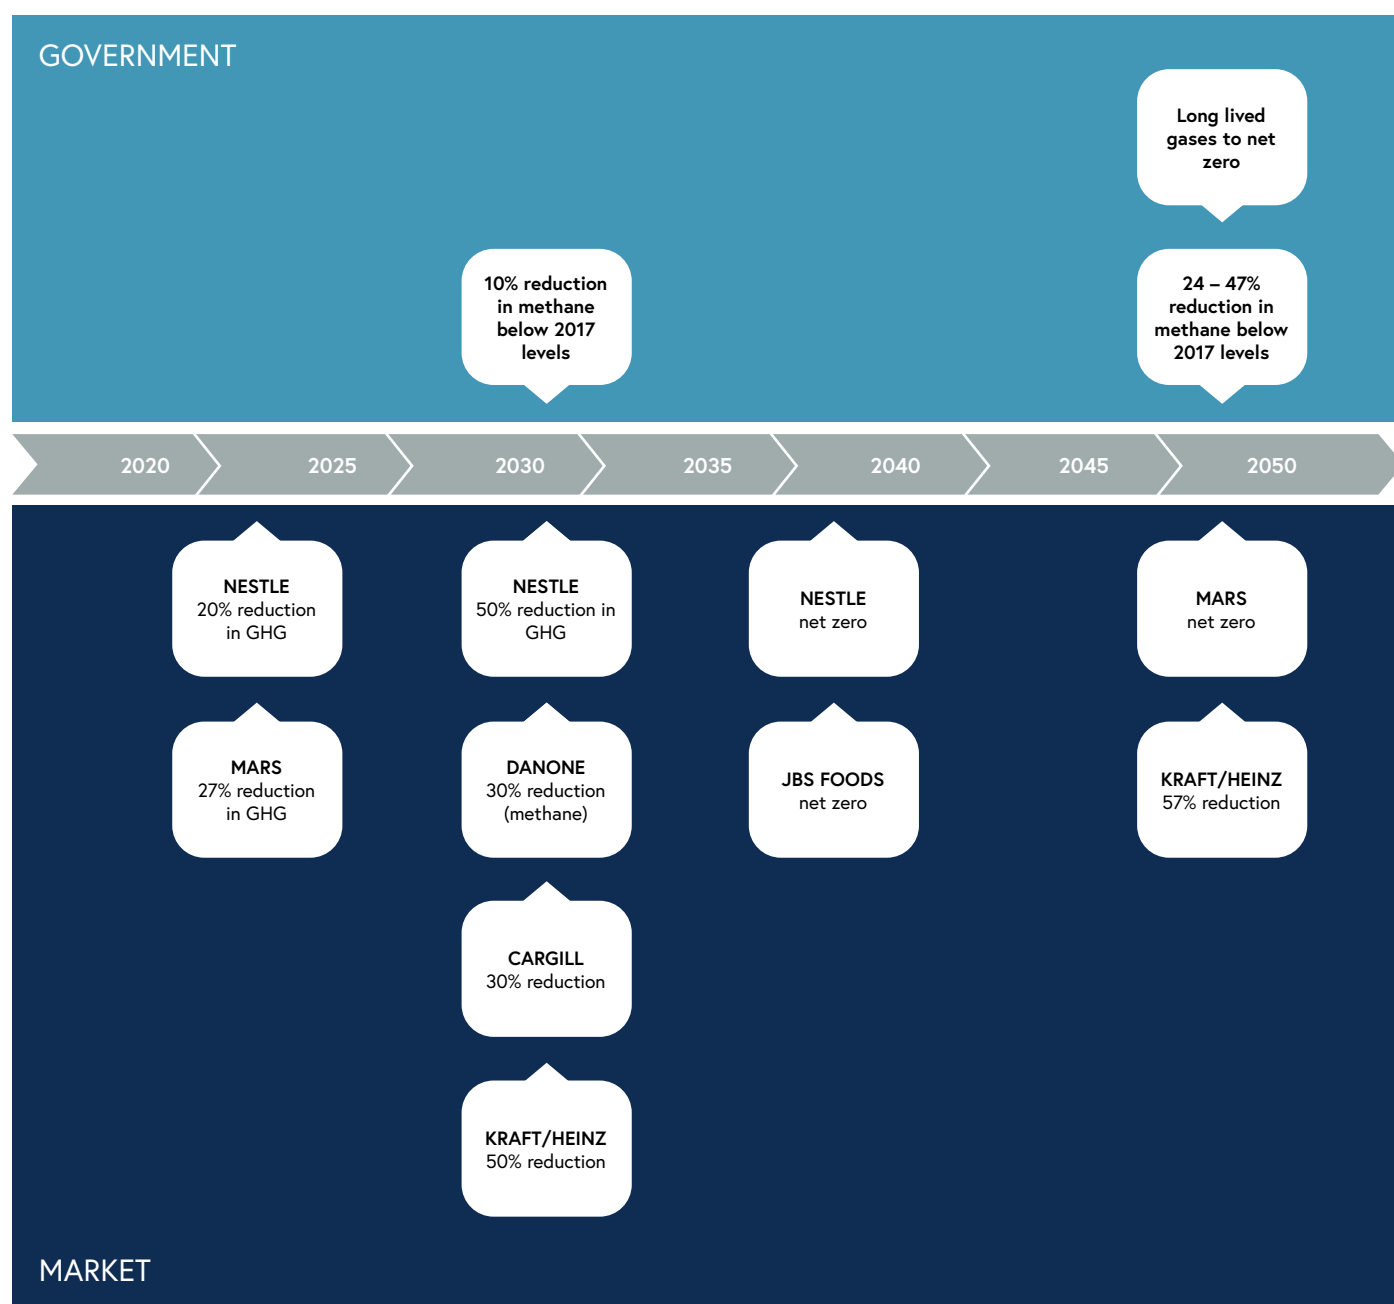 GOVERNMENT
Long lived
gases to net
zero
10% reduction
in methane
below 2017
levels
24 – 47%
reduction in
methane below
2017 levels
2020
2025
2030
2035
2040
2045
2050
NESTLE
20% reduction
in GHG
NESTLE
50% reduction in
GHG
NESTLE
net zero
MARS
net zero
MARS
27% reduction
in GHG
DANONE
30% reduction
(methane)
JBS FOODS
net zero
KRAFT/HEINZ
57% reduction
CARGILL
30% reduction
KRAFT/HEINZ
50% reduction
MARKET